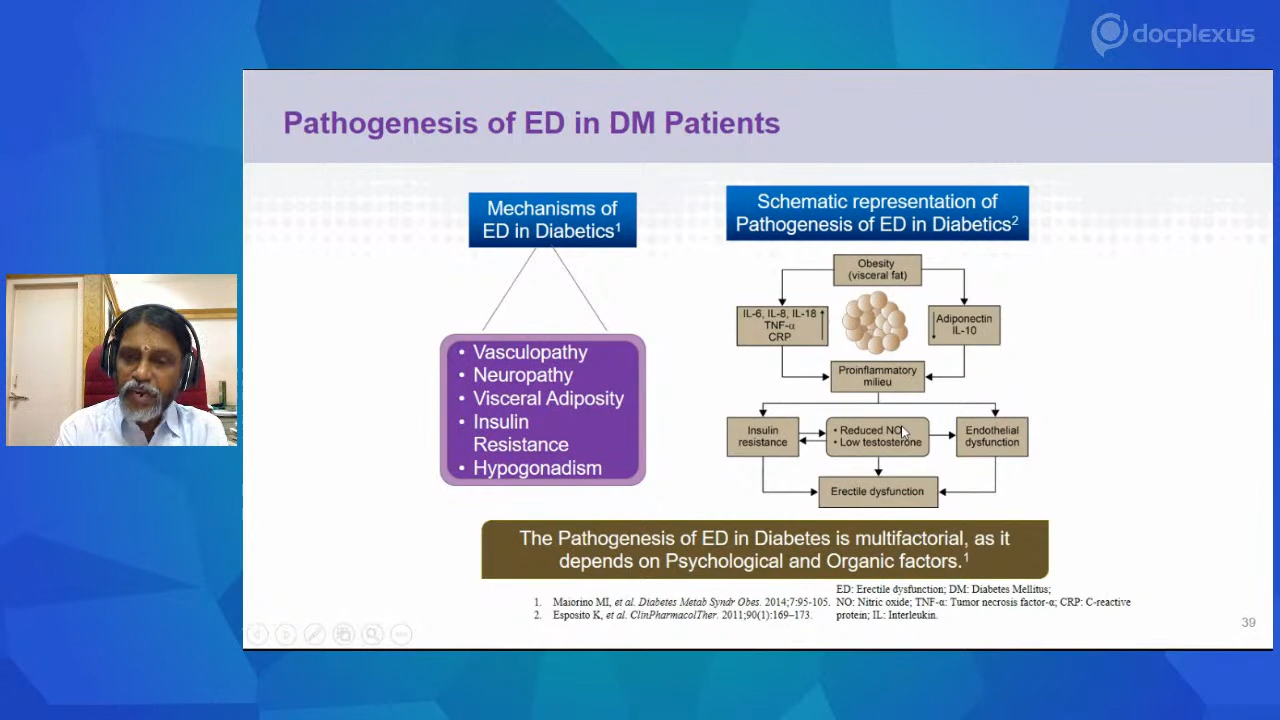 docplexus
Pathogenesis of ED in DM Patients
Mechanisms of
ED in Diabetics1
• Vasculopathy
• Neuropathy
• Visceral Adiposity
• Insulin
Resistance
• Hypogonadism
Schematic representation of
Pathogenesis of ED in Diabetics2
Obesity
(visceral fat)
IL-6, IL-8, IL-18
TNF-α
CRP
Adiponectin
IL-10
Proinflammatory
milieu
Insulin
resistance
• Reduced NO
• Low testosterone
Endothelial
dysfunction
Erectile dysfunction
The Pathogenesis of ED in Diabetes is multifactorial, as it
depends on Psychological and Organic factors.1
1. Maiorino MI, et al. Diabetes Metab Syndr Obes. 2014;7:95-105.
2. Esposito K, et al. ClinPharmacolTher. 2011;90(1):169–173.
ED: Erectile dysfunction; DM: Diabetes Mellitus;
NO: Nitric oxide; TNF-α: Tumor necrosis factor-α; CRP: C-reactive
protein; IL: Interleukin.
39